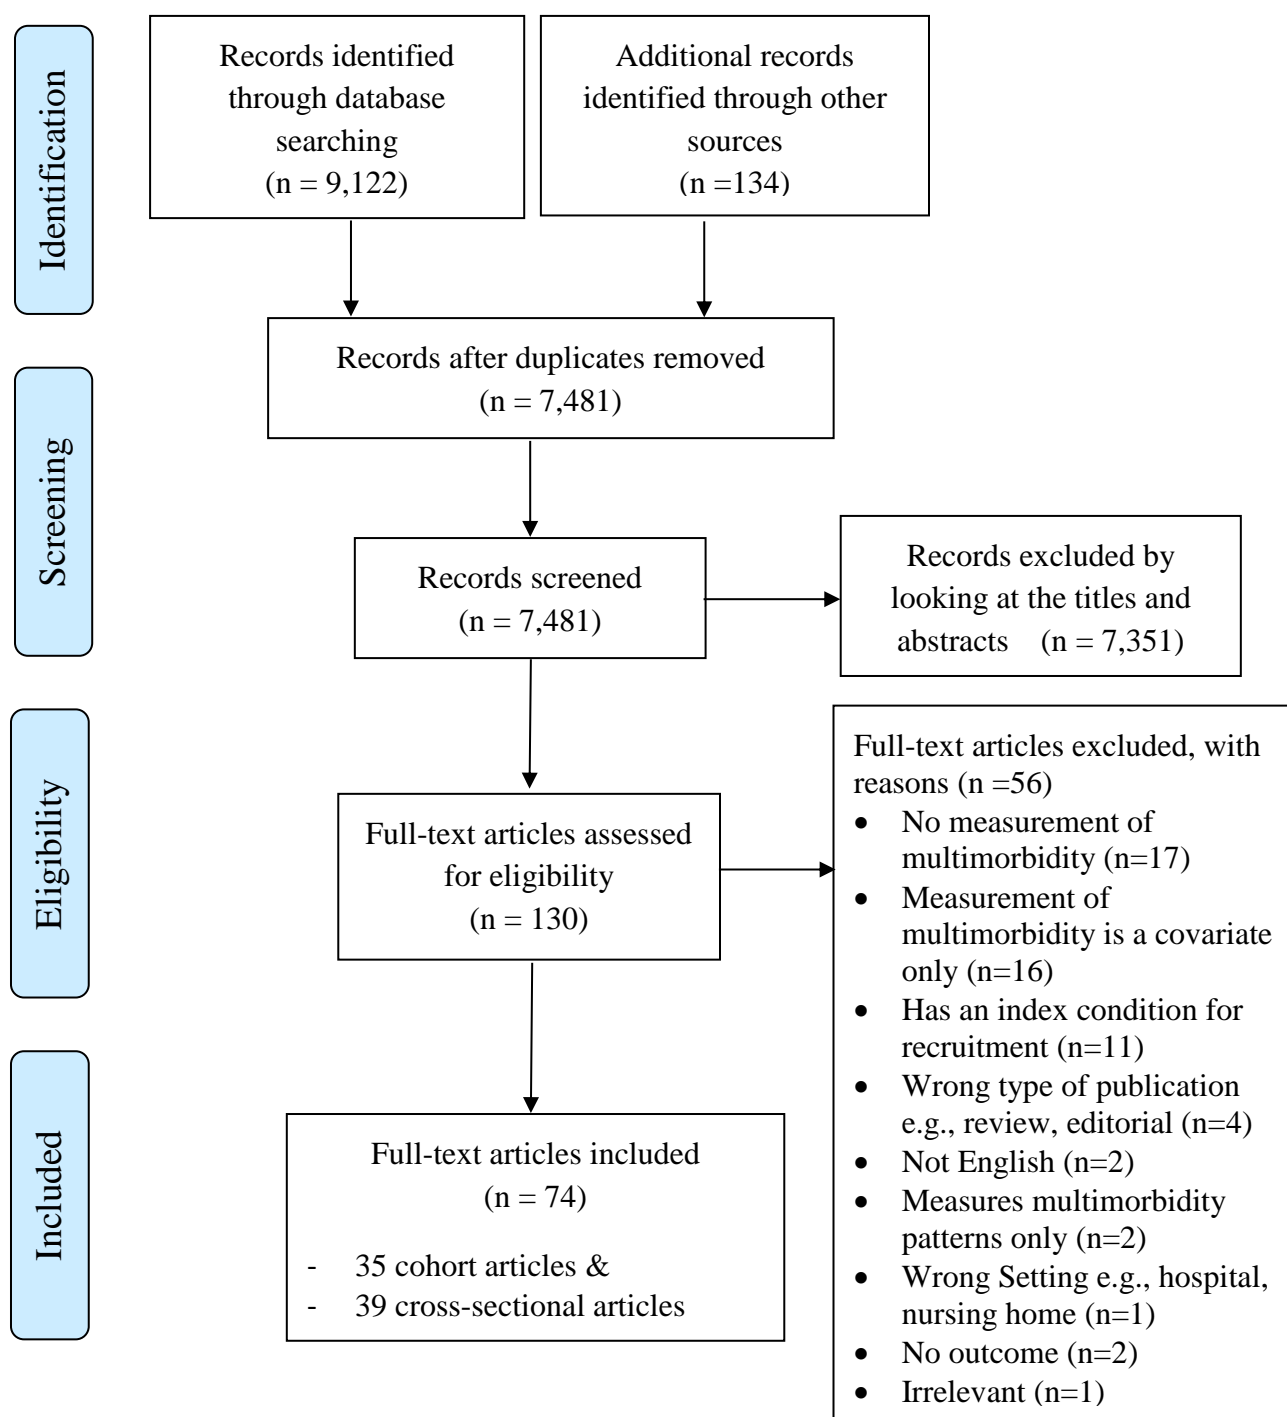 Identification
Records identified
through database
searching
(n = 9,122)
Additional records
identified through other
sources
(n =134)
Records after duplicates removed
(n = 7,481)
Screening
Records screened
(n = 7,481)
Records excluded by
looking at the titles and
abstracts (n = 7,351)
Eligibility
Full-text articles assessed
for eligibility
(n = 130)
Full-text articles excluded, with
reasons (n =56)
• No measurement of
multimorbidity (n=17)
• Measurement of
multimorbidity is a covariate
only (n=16)
• Has an index condition for
recruitment (n=11)
• Wrong type of publication
e.g., review, editorial (n=4)
• Not English (n=2)
• Measures multimorbidity
patterns only (n=2)
• Wrong Setting e.g., hospital,
nursing home (n=1)
• No outcome (n=2)
• Irrelevant (n=1)
Included
Full-text articles included
(n = 74)
- 35 cohort articles &
- 39 cross-sectional articles